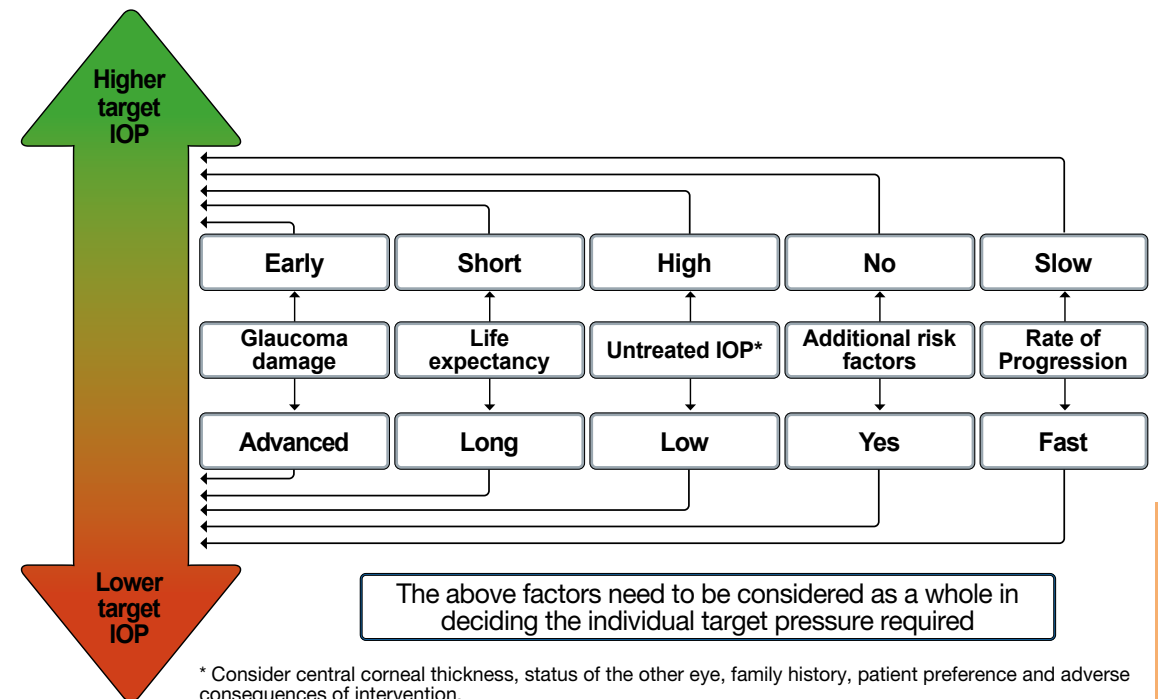 Higher
target
IOP
Early
Short
High
No
Slow
Glaucoma
damage
Life
expectancy
Untreated IOP*
Additional risk
factors
Rate of
Progression
Advanced
Long
Low
Yes
Fast
Lower
target
IOP
The above factors need to be considered as a whole in
deciding the individual target pressure required
* Consider central corneal thickness, status of the other eye, family history, patient preference and adverse
consequences of intervention.